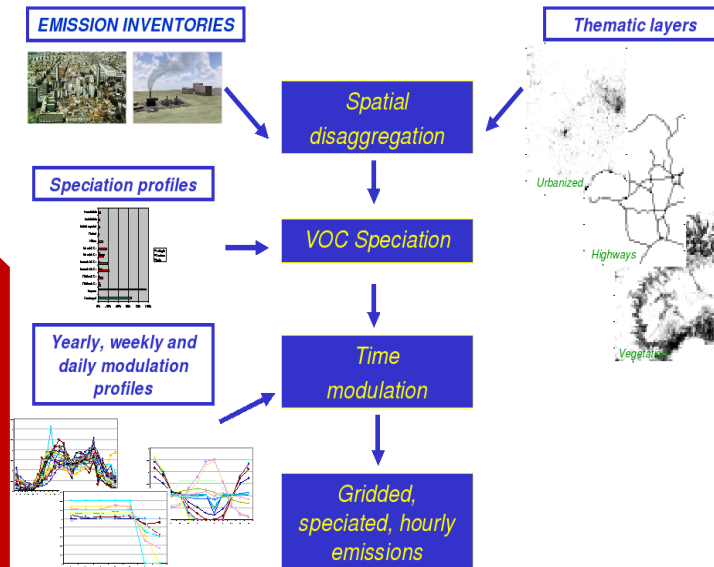 EMISSION INVENTORIES
Thematic layers
Spatial
disaggregation
Urbanized
Speciation profiles
VOC Speciation
Highways
Yearly, weekly and
daily modulation
profiles
Time
modulation
Vegetation
Gridded,
speciated, hourly
emissions